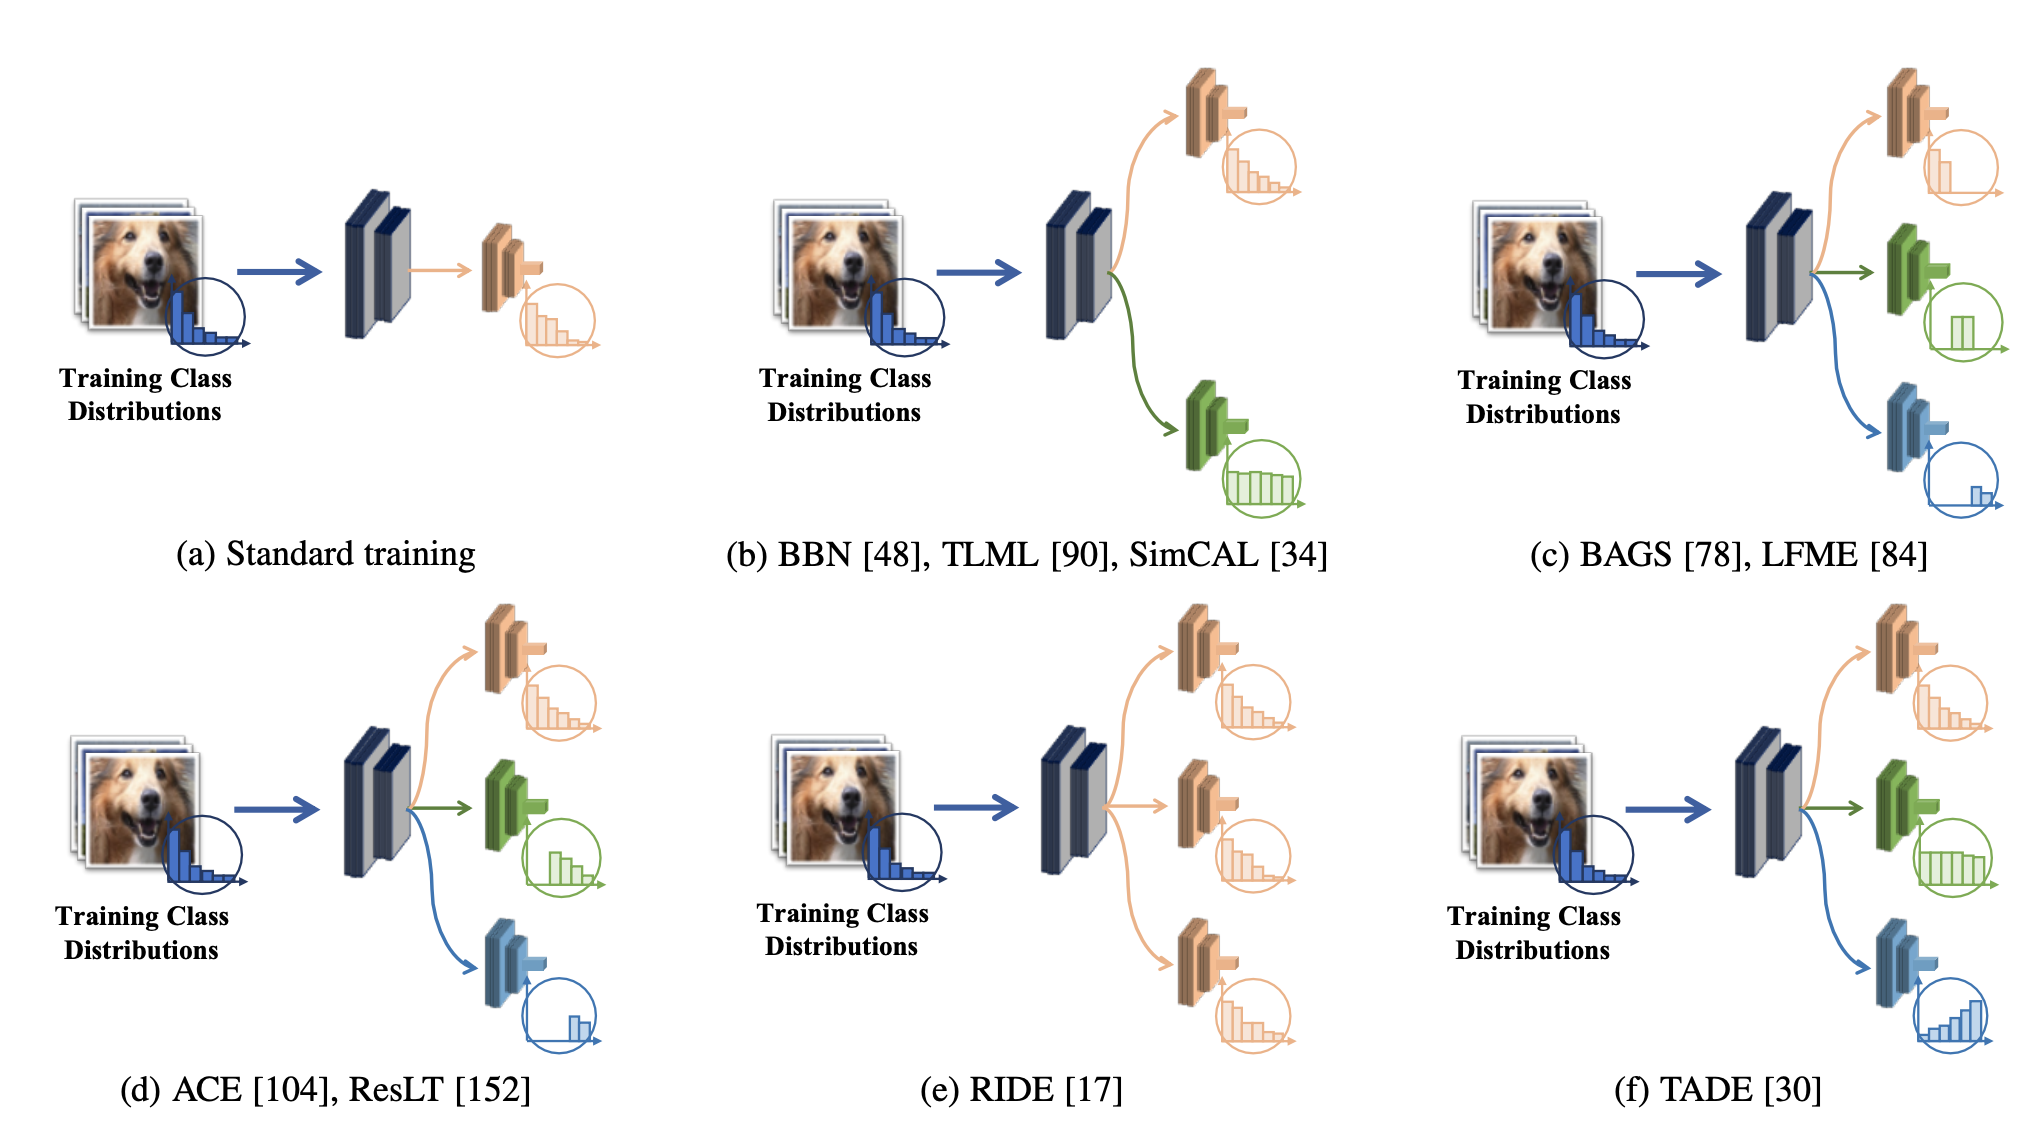 Training Class
Distributions
(a) Standard training
Training Class
Distributions
(b) BBN [48], TLML [90], SimCAL [34]
Training Class
Distributions
(c) BAGS [78], LFME [84]
Training Class
Distributions
(d) ACE [104], ResLT [152]
Training Class
Distributions
(e) RIDE [17]
Training Class
Distributions
(f) TADE [30]